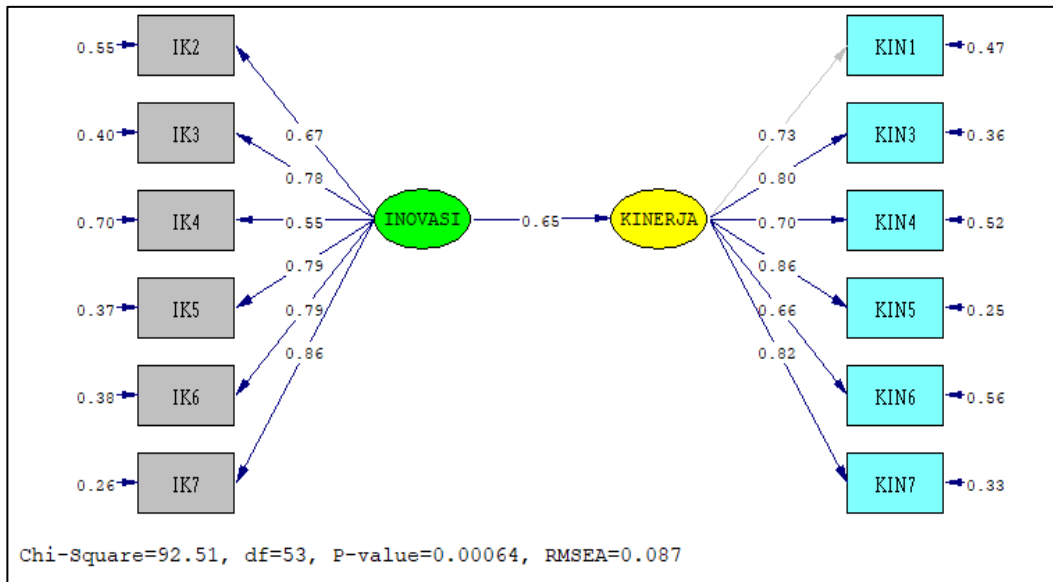 0.55 IK2 KIN1 0.47
0.67 0.73
0.40 IK3 KIN3 0.36
0.78 0.80
0.70 IK4 0.55 INOVASI 0.65 KINERJA 0.70 KIN4 0.52
0.79 0.86
0.37 IK5 0.79 0.66 KIN5 0.25
0.86 0.82
0.38 IK6 KIN6 0.56
0.26 IK7 KIN7 0.33
Chi-Square=92.51, df=53, P-value=0.00064, RMSEA=0.087